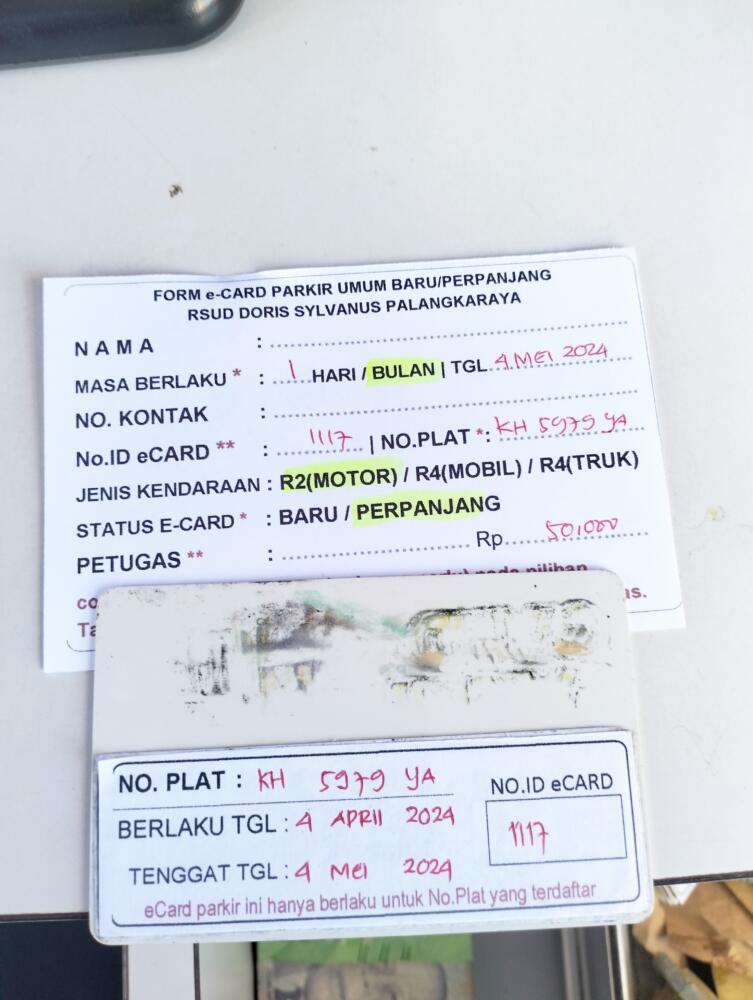 FORM e-CARD PARKIR UMUM BARU/PERPANJANG
RSUD DORIS SYLVANUS PALANGKARAYA
NAMA :
MASA BERLAKU * : 1 HARI / BULAN | TGL 4 MEI 2024
NO. KONTAK :
No.ID eCARD ** : 1117 | NO.PLAT *: KH 5979 YA
JENIS KENDARAAN : R2(MOTOR) / R4(MOBIL) / R4(TRUK)
STATUS E-CARD * : BARU / PERPANJANG
PETUGAS ** : Rp 50,000
pada pilihan
NO. PLAT : KH 5979 YA
NO.ID eCARD
BERLAKU TGL : 4 APRIL 2024
1117
TENGGAT TGL : 4 MEI 2024
eCard parkir ini hanya berlaku untuk No.Plat yang terdaftar